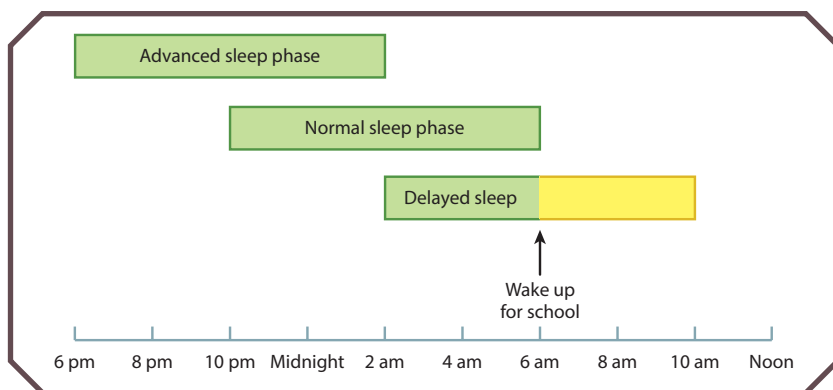 Advanced sleep phase
Normal sleep phase
Delayed sleep
Wake up
for school
6 pm 8 pm 10 pm Midnight 2 am 4 am 6 am 8 am 10 am Noon